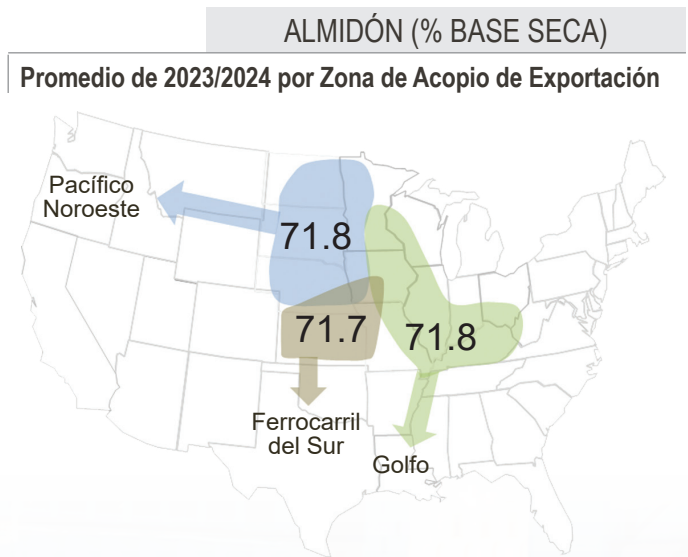 ALMIDÓN (% BASE SECA)
Promedio de 2023/2024 por Zona de Acopio de Exportación
Pacífico
Noroeste
71.8
71.7
71.8
Ferrocarril
del Sur
Golfo